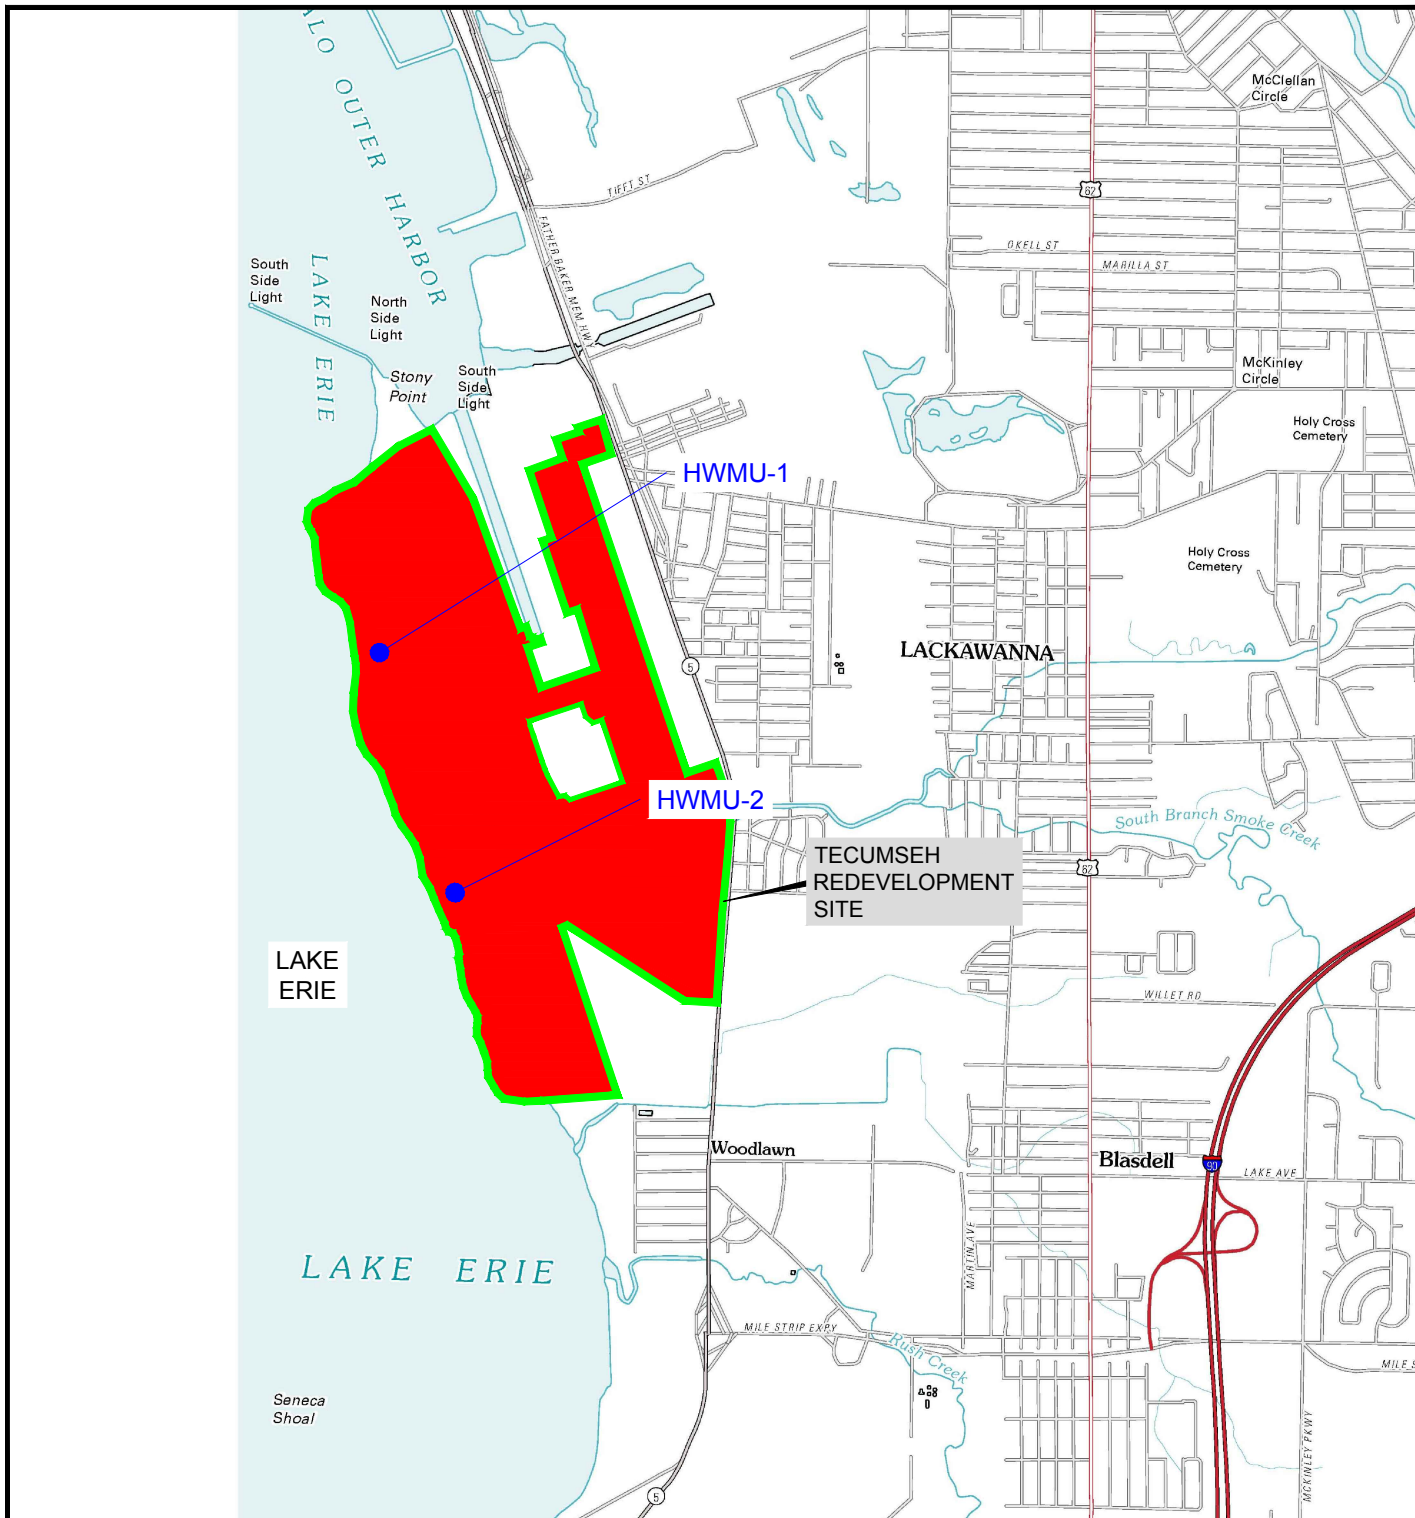 ALO OUTER HARBOR
McClellan
Circle
TIFFT ST
62
FATHER BAKER MEM HWY
OKELL ST
MARILLA ST
South
Side
Light
LAKE ERIE
North
Side
Light
Stony
Point
South
Side
Light
McKinley
Circle
Holy Cross
Cemetery
HWMU-1
Holy Cross
Cemetery
LACKAWANNA
5
HWMU-2
South Branch Smoke Creek
TECUMSEH
REDEVELOPMENT
SITE
62
LAKE
ERIE
WILLET RD
Woodlawn
Blasdell
90
LAKE AVE
MARTIN AVE
LAKE ERIE
MILE STRIP EXPY
Rush Creek
MILE S
Seneca
Shoal
MCKINLEY PKWY
5